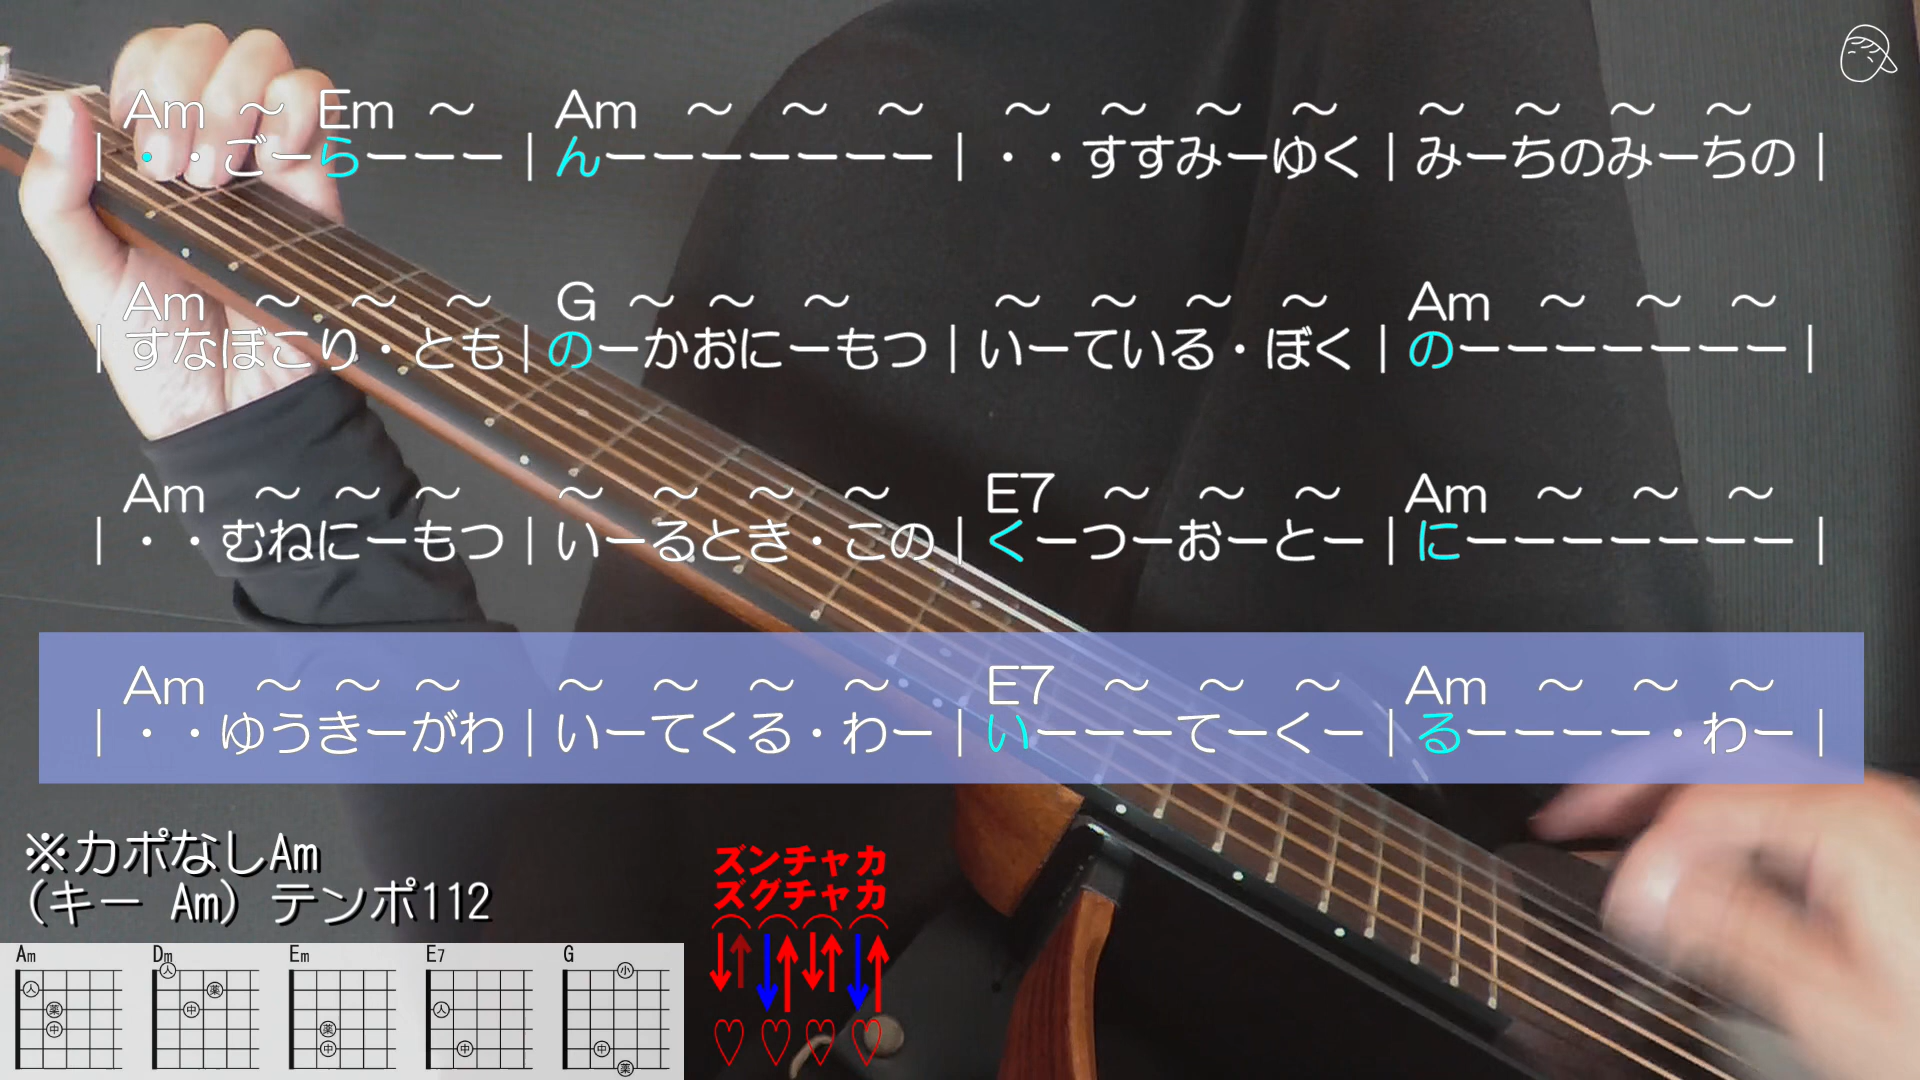 Am ～ Em ～ Am ～ ～ ～ ～ ～ ～ ～ ～ ～ ～ ～
|・・ごーらーーー|んーーーーーーー|・・すすみーゆく|みーちのみーちの|
Am ～ ～ ～ G ～ ～ ～ ～ ～ ～ ～ Am ～ ～ ～
|すなぼこり・とも|のーかおにーもつ|いーている・ぼく|のーーーーーーー|
Am ～ ～ ～ ～ ～ ～ ～ E7 ～ ～ ～ Am ～ ～ ～
|・・むねにーもつ|いーるとき・この|くーつーおーとー|にーーーーーーー|
Am ～ ～ ～ ～ ～ ～ ～ E7 ～ ～ ～ Am ～ ～ ～
|・・ゆうきーがわ|いーてくる・わー|いーーーてーくー|るーーーー・わー|
※カポなしAm
(キー Am) テンポ112
ズンチャカ
ズグチャカ
Am Dm Em E7 G
人 薬 中
人 薬 中
薬 中
人 中
小 中 薬